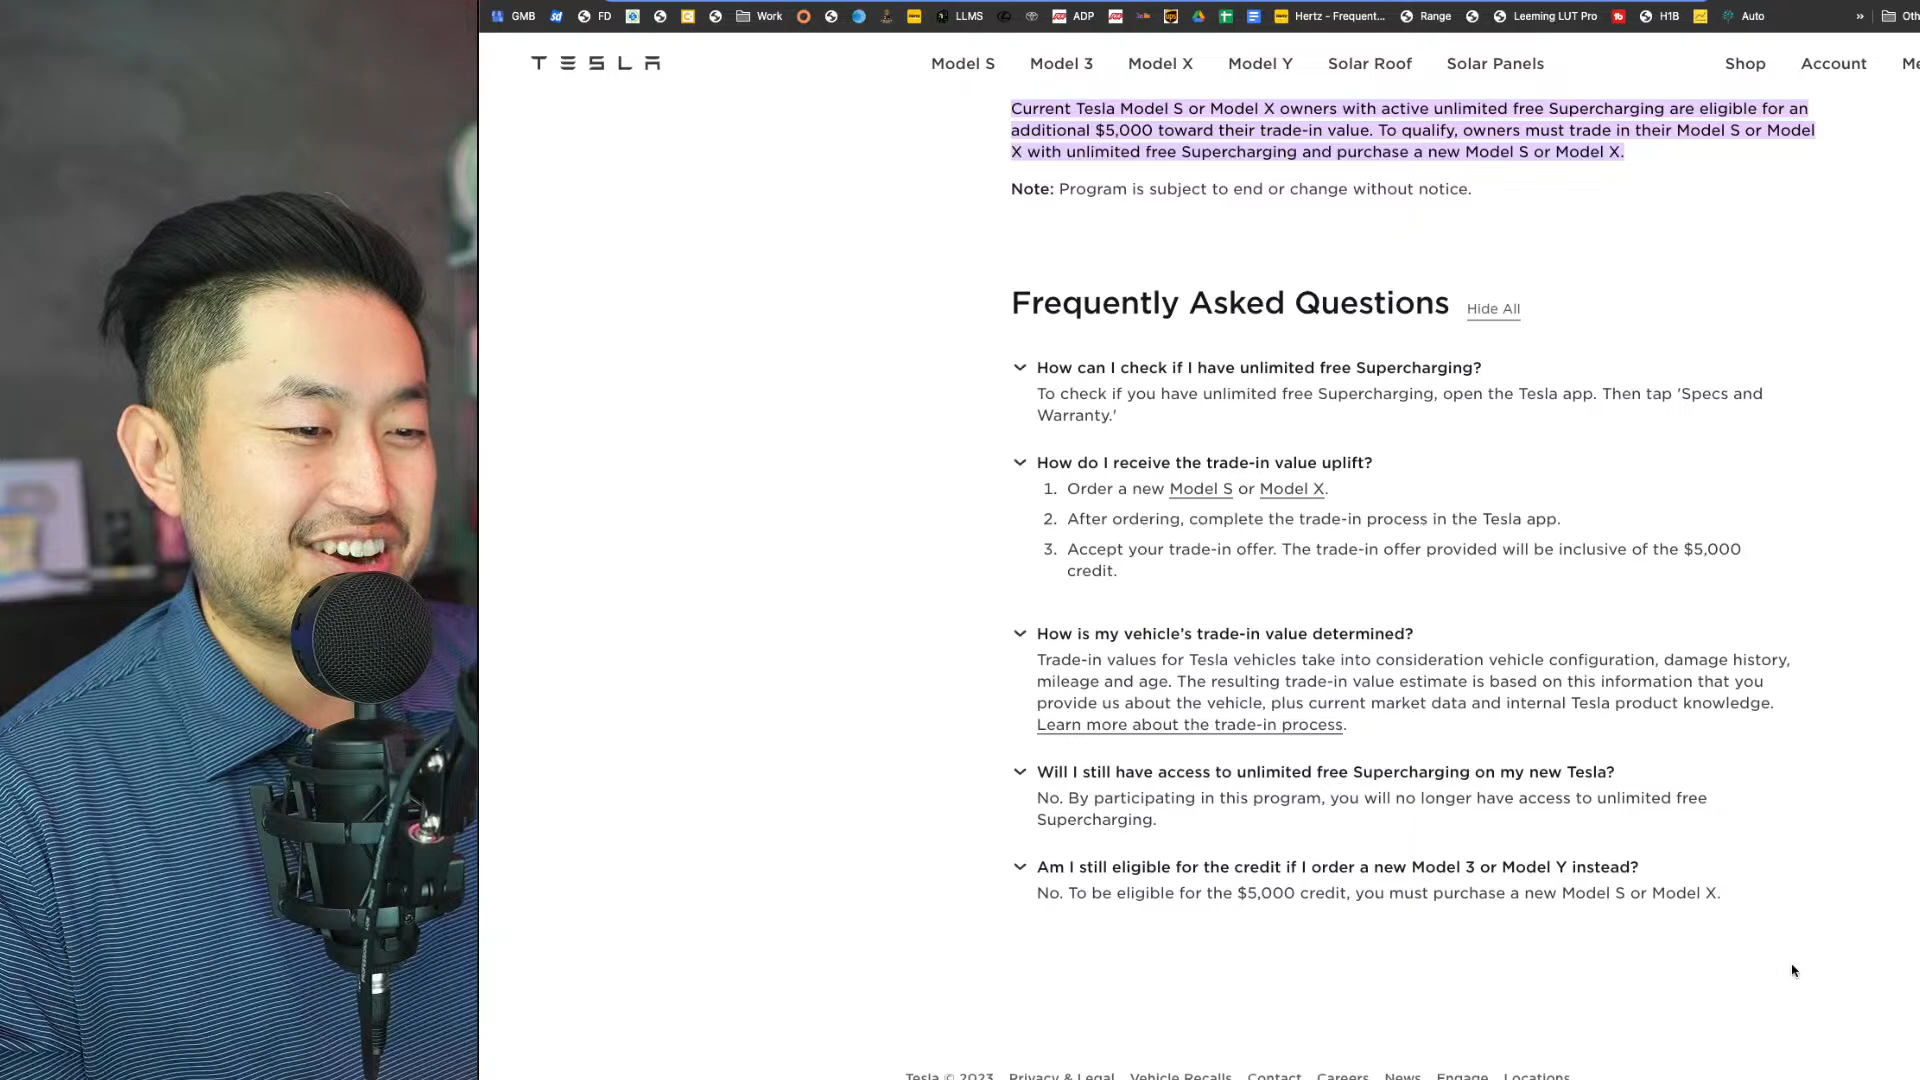 GMB FD Work LLMS ADP Hertz - Frequent... Range Leeming LUT Pro H1B Auto » Oth
TESLA Model S Model 3 Model X Model Y Solar Roof Solar Panels Shop Account Me
Current Tesla Model S or Model X owners with active unlimited free Supercharging are eligible for an
additional $5,000 toward their trade-in value. To qualify, owners must trade in their Model S or Model
X with unlimited free Supercharging and purchase a new Model S or Model X.
Note: Program is subject to end or change without notice.
Frequently Asked Questions Hide All
How can I check if I have unlimited free Supercharging?
To check if you have unlimited free Supercharging, open the Tesla app. Then tap 'Specs and
Warranty.'
How do I receive the trade-in value uplift?
1. Order a new Model S or Model X.
2. After ordering, complete the trade-in process in the Tesla app.
3. Accept your trade-in offer. The trade-in offer provided will be inclusive of the $5,000
credit.
How is my vehicle's trade-in value determined?
Trade-in values for Tesla vehicles take into consideration vehicle configuration, damage history,
mileage and age. The resulting trade-in value estimate is based on this information that you
provide us about the vehicle, plus current market data and internal Tesla product knowledge.
Learn more about the trade-in process.
Will I still have access to unlimited free Supercharging on my new Tesla?
No. By participating in this program, you will no longer have access to unlimited free
Supercharging.
Am I still eligible for the credit if I order a new Model 3 or Model Y instead?
No. To be eligible for the $5,000 credit, you must purchase a new Model S or Model X.
Tesla © 2023 Privacy & Legal Vehicle Recalls Contact Careers News Engage Locations